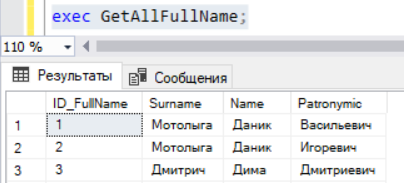 exec GetAllFullName;
110 %
Результаты Сообщения
ID_FullName Surname Name Patronymic
1 1 Мотолыга Даник Васильевич
2 2 Мотолыга Даник Игоревич
3 3 Дмитрич Дима Дмитриевич